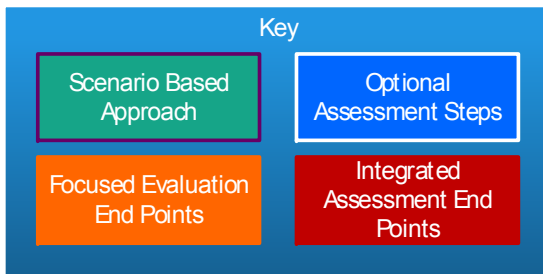 Key
Scenario Based
Approach
Optional
Assessment Steps
Focused Evaluation
End Points
Integrated
Assessment End
Points